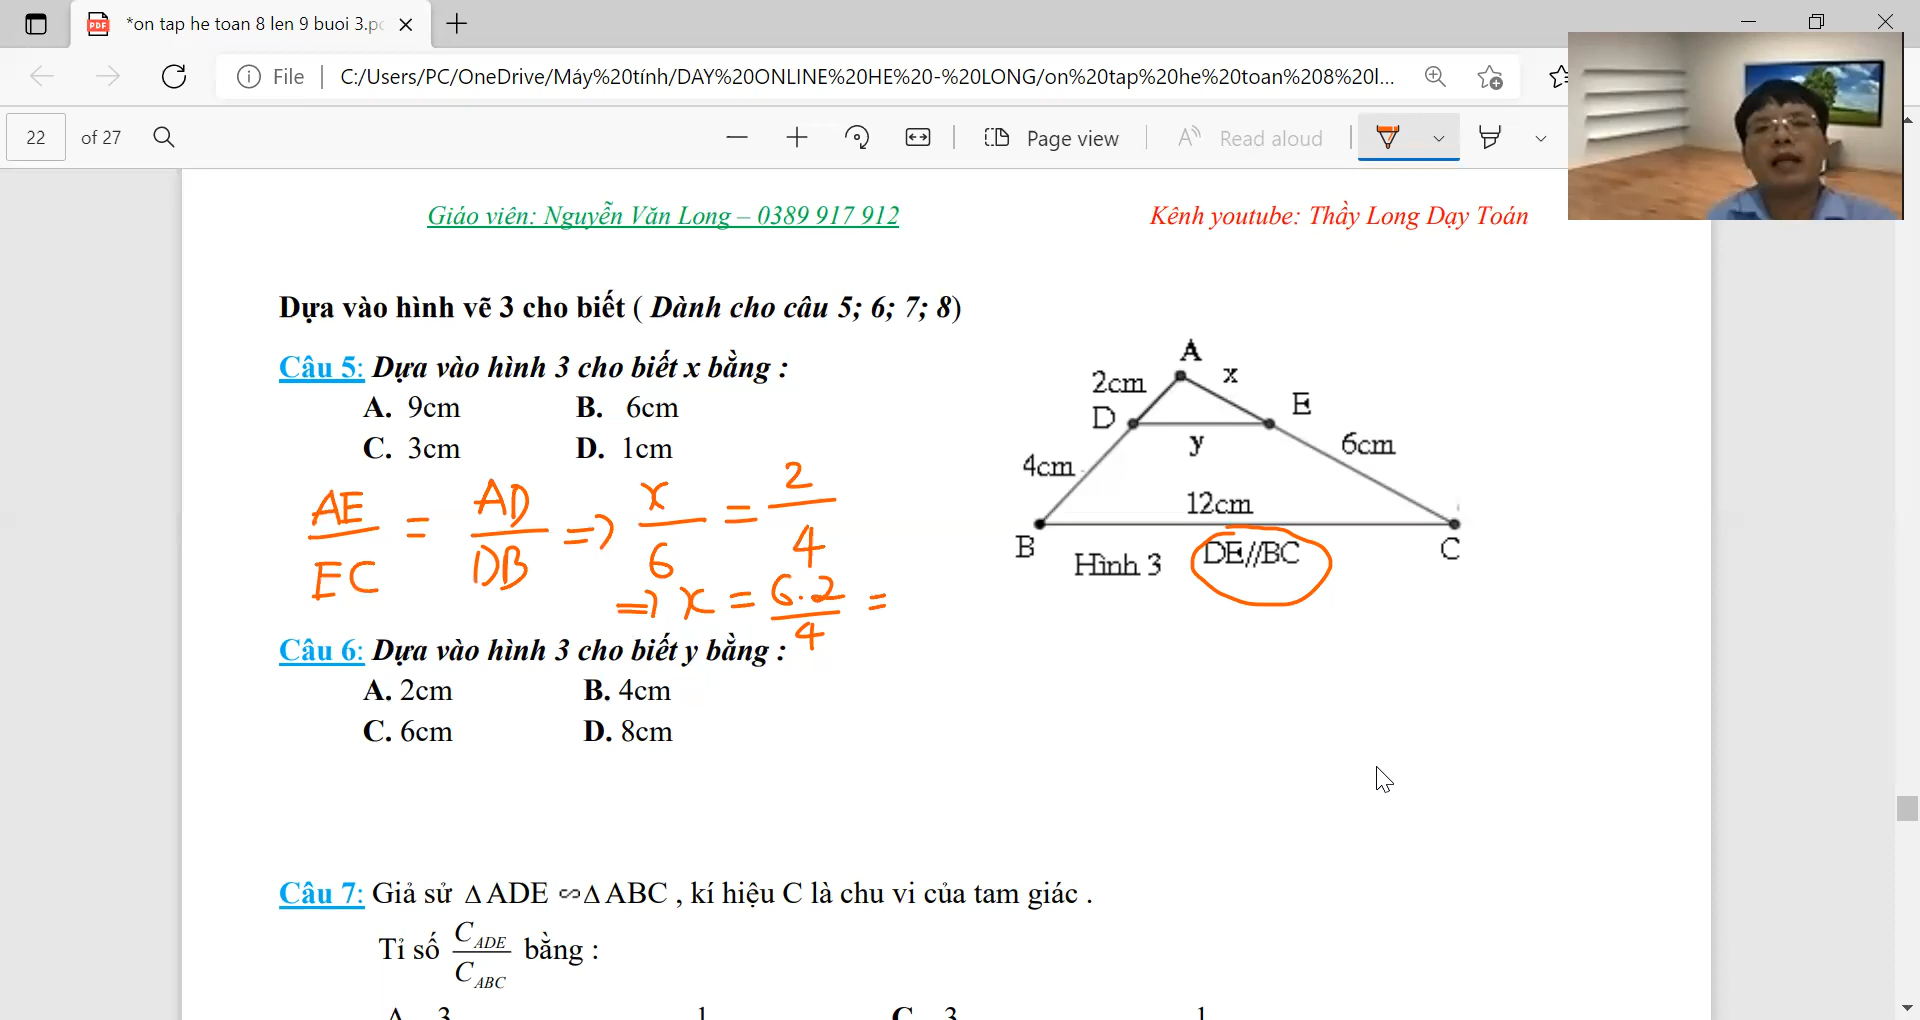 *on tap he toan 8 len 9 buoi 3.pd
File C:/Users/PC/OneDrive/Máy%20tính/DAY%20ONLINE%20HE%20-%20LONG/on%20tap%20he%20toan%208%20l...
22 of 27 Page view Read aloud
Giáo viên: Nguyễn Văn Long – 0389 917 912 Kênh youtube: Thầy Long Dạy Toán
Dựa vào hình vẽ 3 cho biết ( Dành cho câu 5; 6; 7; 8)
Câu 5: Dựa vào hình 3 cho biết x bằng :
A. 9cm B. 6cm
C. 3cm D. 1cm
AE/EC = AD/DB => x/6 = 2/4
=> x = 6.2/4 =
A
2cm x
D E
y 6cm
4cm
12cm
B C
Hình 3 DE//BC
Câu 6: Dựa vào hình 3 cho biết y bằng :
A. 2cm B. 4cm
C. 6cm D. 8cm
Câu 7: Giả sử ∆ ADE ∽ ∆ ABC , kí hiệu C là chu vi của tam giác .
Tỉ số C_ADE/C_ABC bằng :